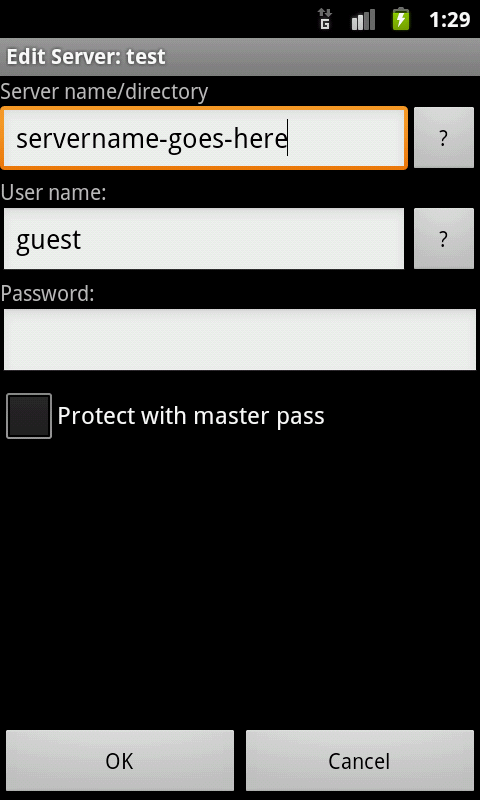 1:29
Edit Server: test
Server name/directory
servername-goes-here
?
User name:
guest
?
Password:
Protect with master pass
OK
Cancel